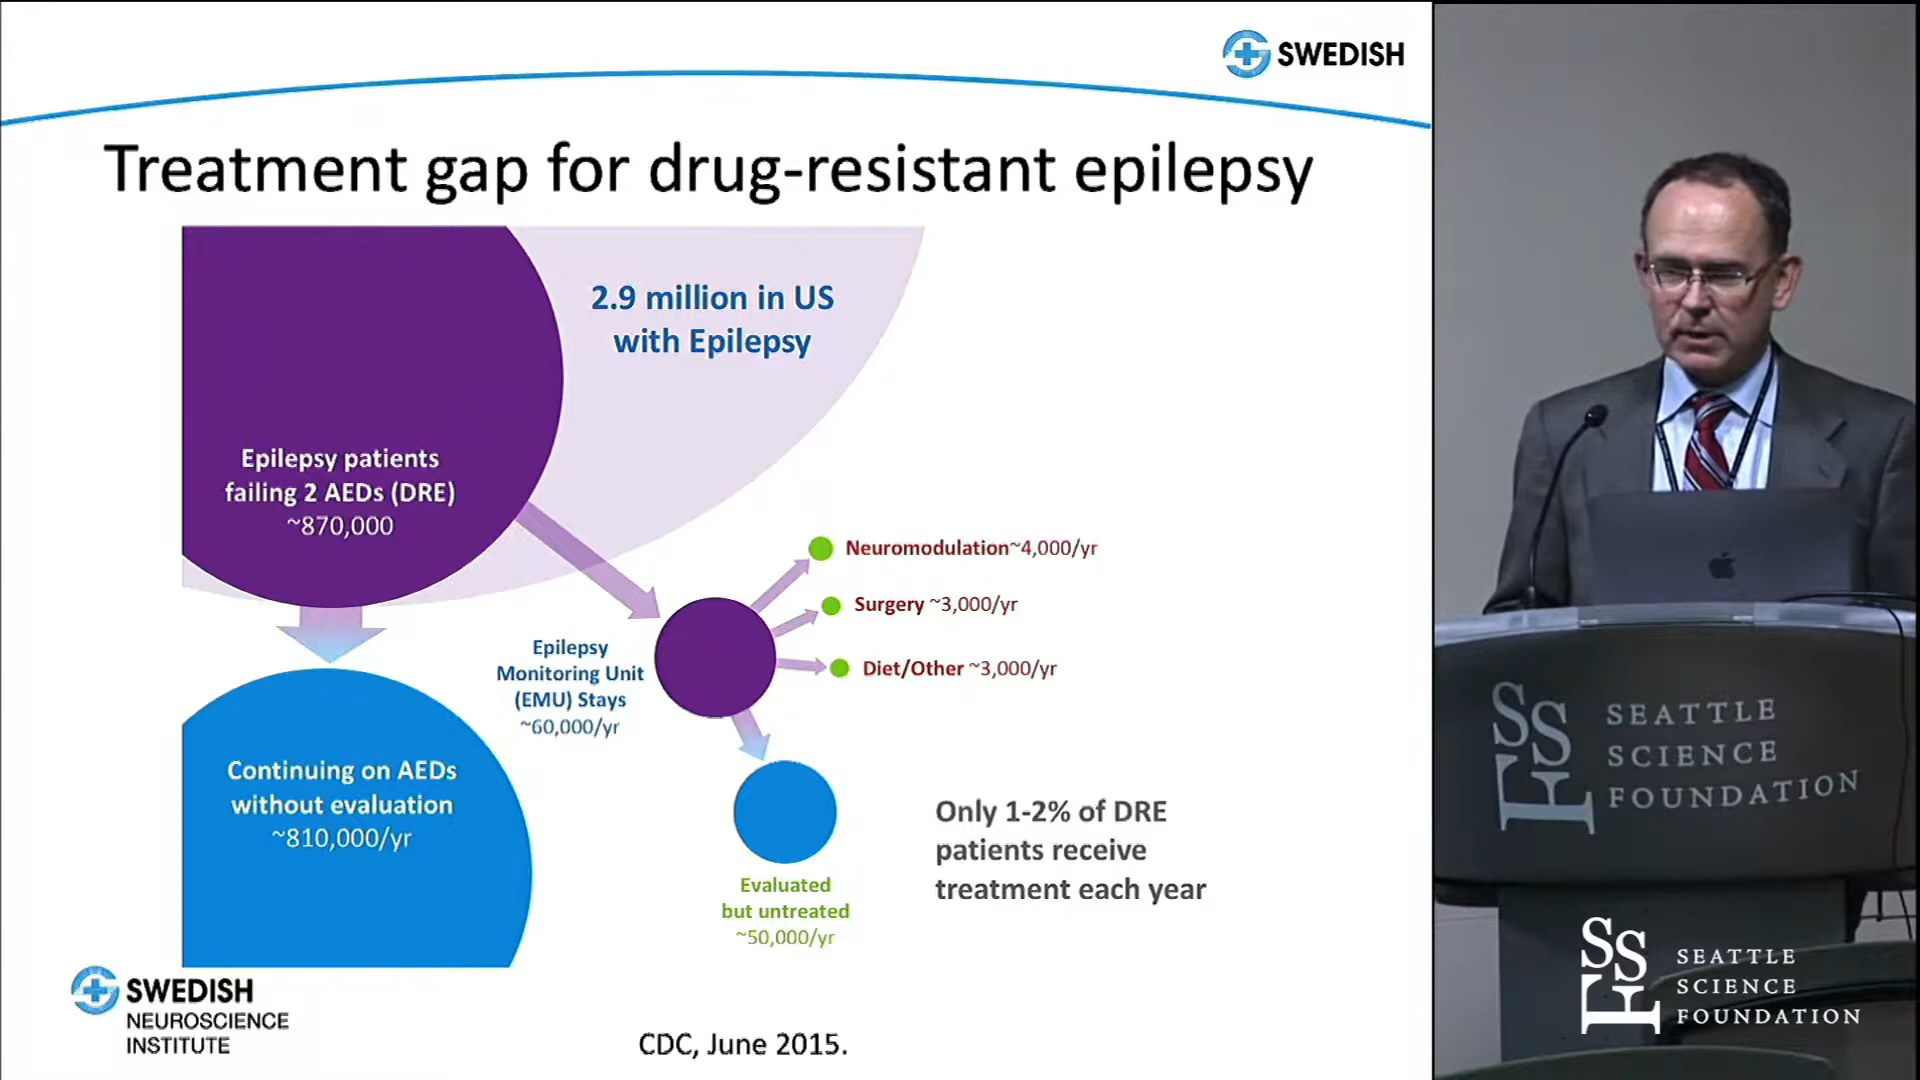 SWEDISH
Treatment gap for drug-resistant epilepsy
2.9 million in US
with Epilepsy
Epilepsy patients
failing 2 AEDs (DRE)
~870,000
Neuromodulation~4,000/yr
Surgery ~3,000/yr
Diet/Other ~3,000/yr
Epilepsy
Monitoring Unit
(EMU) Stays
~60,000/yr
Continuing on AEDs
without evaluation
~810,000/yr
Evaluated
but untreated
~50,000/yr
Only 1-2% of DRE
patients receive
treatment each year
SWEDISH
NEUROSCIENCE
INSTITUTE
CDC, June 2015.
SSF
SEATTLE
SCIENCE
FOUNDATION
SSF
SEATTLE
SCIENCE
FOUNDATION